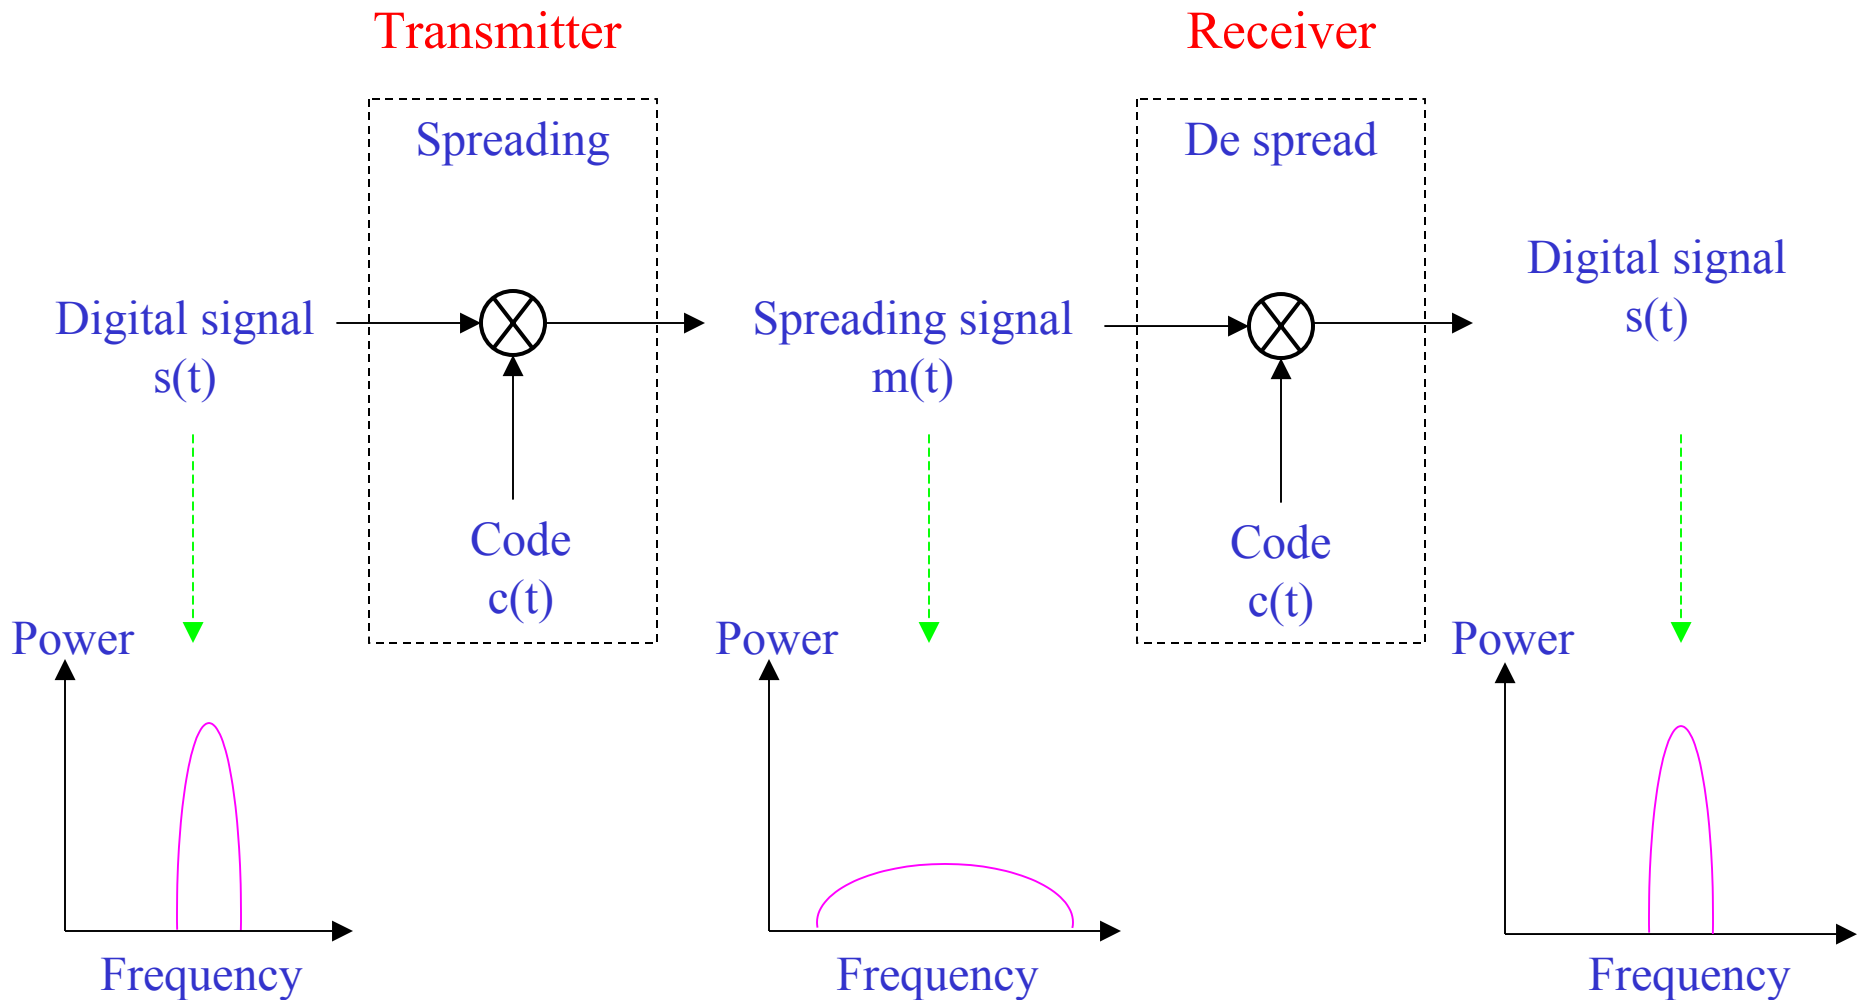 Transmitter
Receiver
Spreading
De spread
Digital signal
s(t)
Spreading signal
m(t)
Digital signal
s(t)
Code
c(t)
Code
c(t)
Power
Power
Power
Frequency
Frequency
Frequency